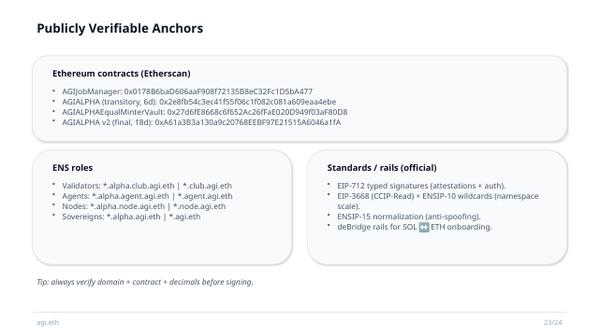 Publicly Verifiable Anchors
Ethereum contracts (Etherscan)
• AGIJobManager: 0x0178B6baD606aaF908f72135B8eC32Fc1D5bA477
• AGIALPHA (transitory, 6d): 0x2e8fb54c3ec41f55f06c1f082c081a609eaa4ebe
• AGIALPHAEqualMinterVault: 0x27d6fE8668c6f652Ac26fFaE020D949f03aF80D8
• AGIALPHA v2 (final, 18d): 0xA61a3B3a130a9c20768EEBF97E21515A6046a1fA
ENS roles
• Validators: *.alpha.club.agi.eth | *.club.agi.eth
• Agents: *.alpha.agent.agi.eth | *.agent.agi.eth
• Nodes: *.alpha.node.agi.eth | *.node.agi.eth
• Sovereigns: *.alpha.agi.eth | *.agi.eth
Standards / rails (official)
• EIP-712 typed signatures (attestations + auth).
• EIP-3668 (CCIP-Read) + ENSIP-10 wildcards (namespace
scale).
• ENSIP-15 normalization (anti-spoofing).
• deBridge rails for SOL ↔ ETH onboarding.
Tip: always verify domain + contract + decimals before signing.
agi.eth
23/24